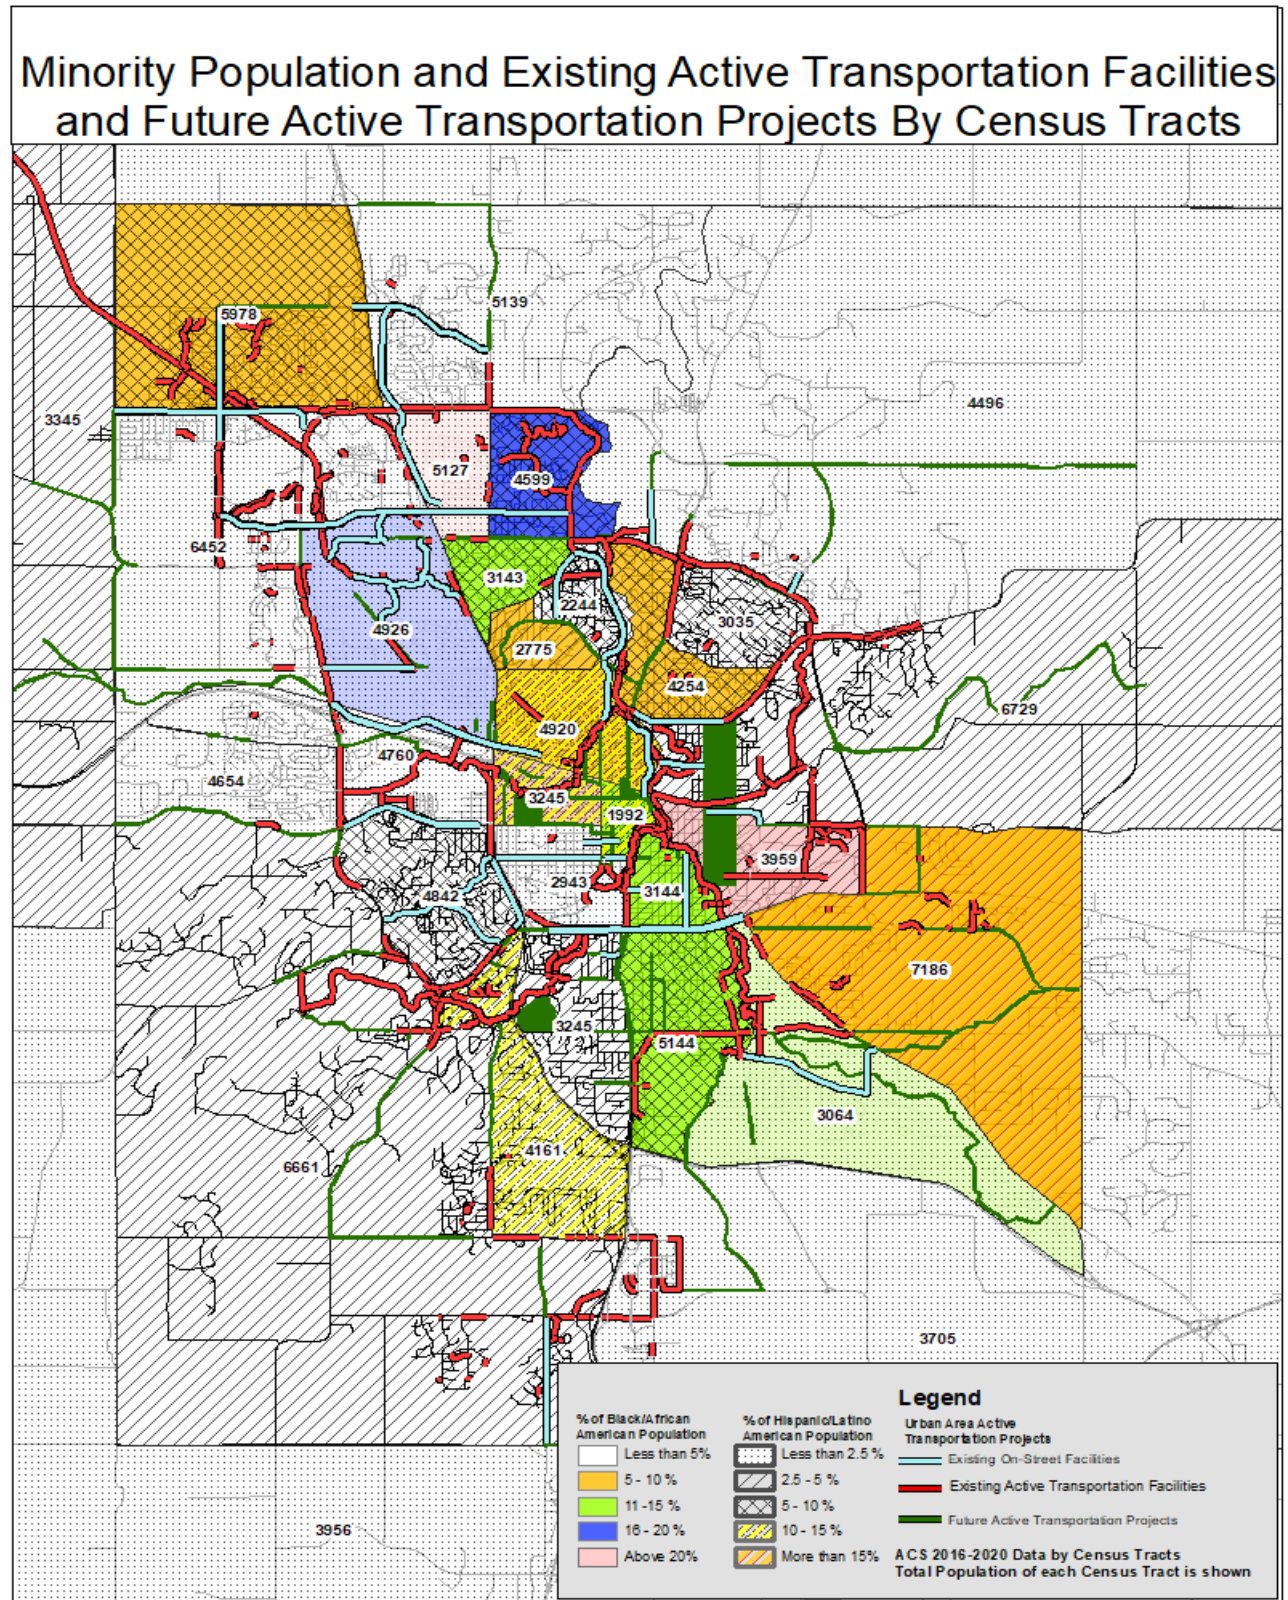 Minority Population and Existing Active Transportation Facilities
and Future Active Transportation Projects By Census Tracts
5139
5978
4496
3345
5127
4599
6452
3143
2244
3035
4926
2775
4254
6729
4920
4760
4654
3245
1992
3959
2943
3144
4842
7186
3245
5144
3064
4161
6661
3705
3956
Legend
% of Black/African
American Population
Less than 5%
5 - 10 %
11 -15 %
16 - 20 %
Above 20%
% of Hispanic/Latino
American Population
Less than 2.5 %
2.5 - 5 %
5 - 10 %
10 - 15 %
More than 15%
Urban Area Active
Transportation Projects
Existing On-Street Facilities
Existing Active Transportation Facilities
Future Active Transportation Projects
ACS 2016-2020 Data by Census Tracts
Total Population of each Census Tract is shown